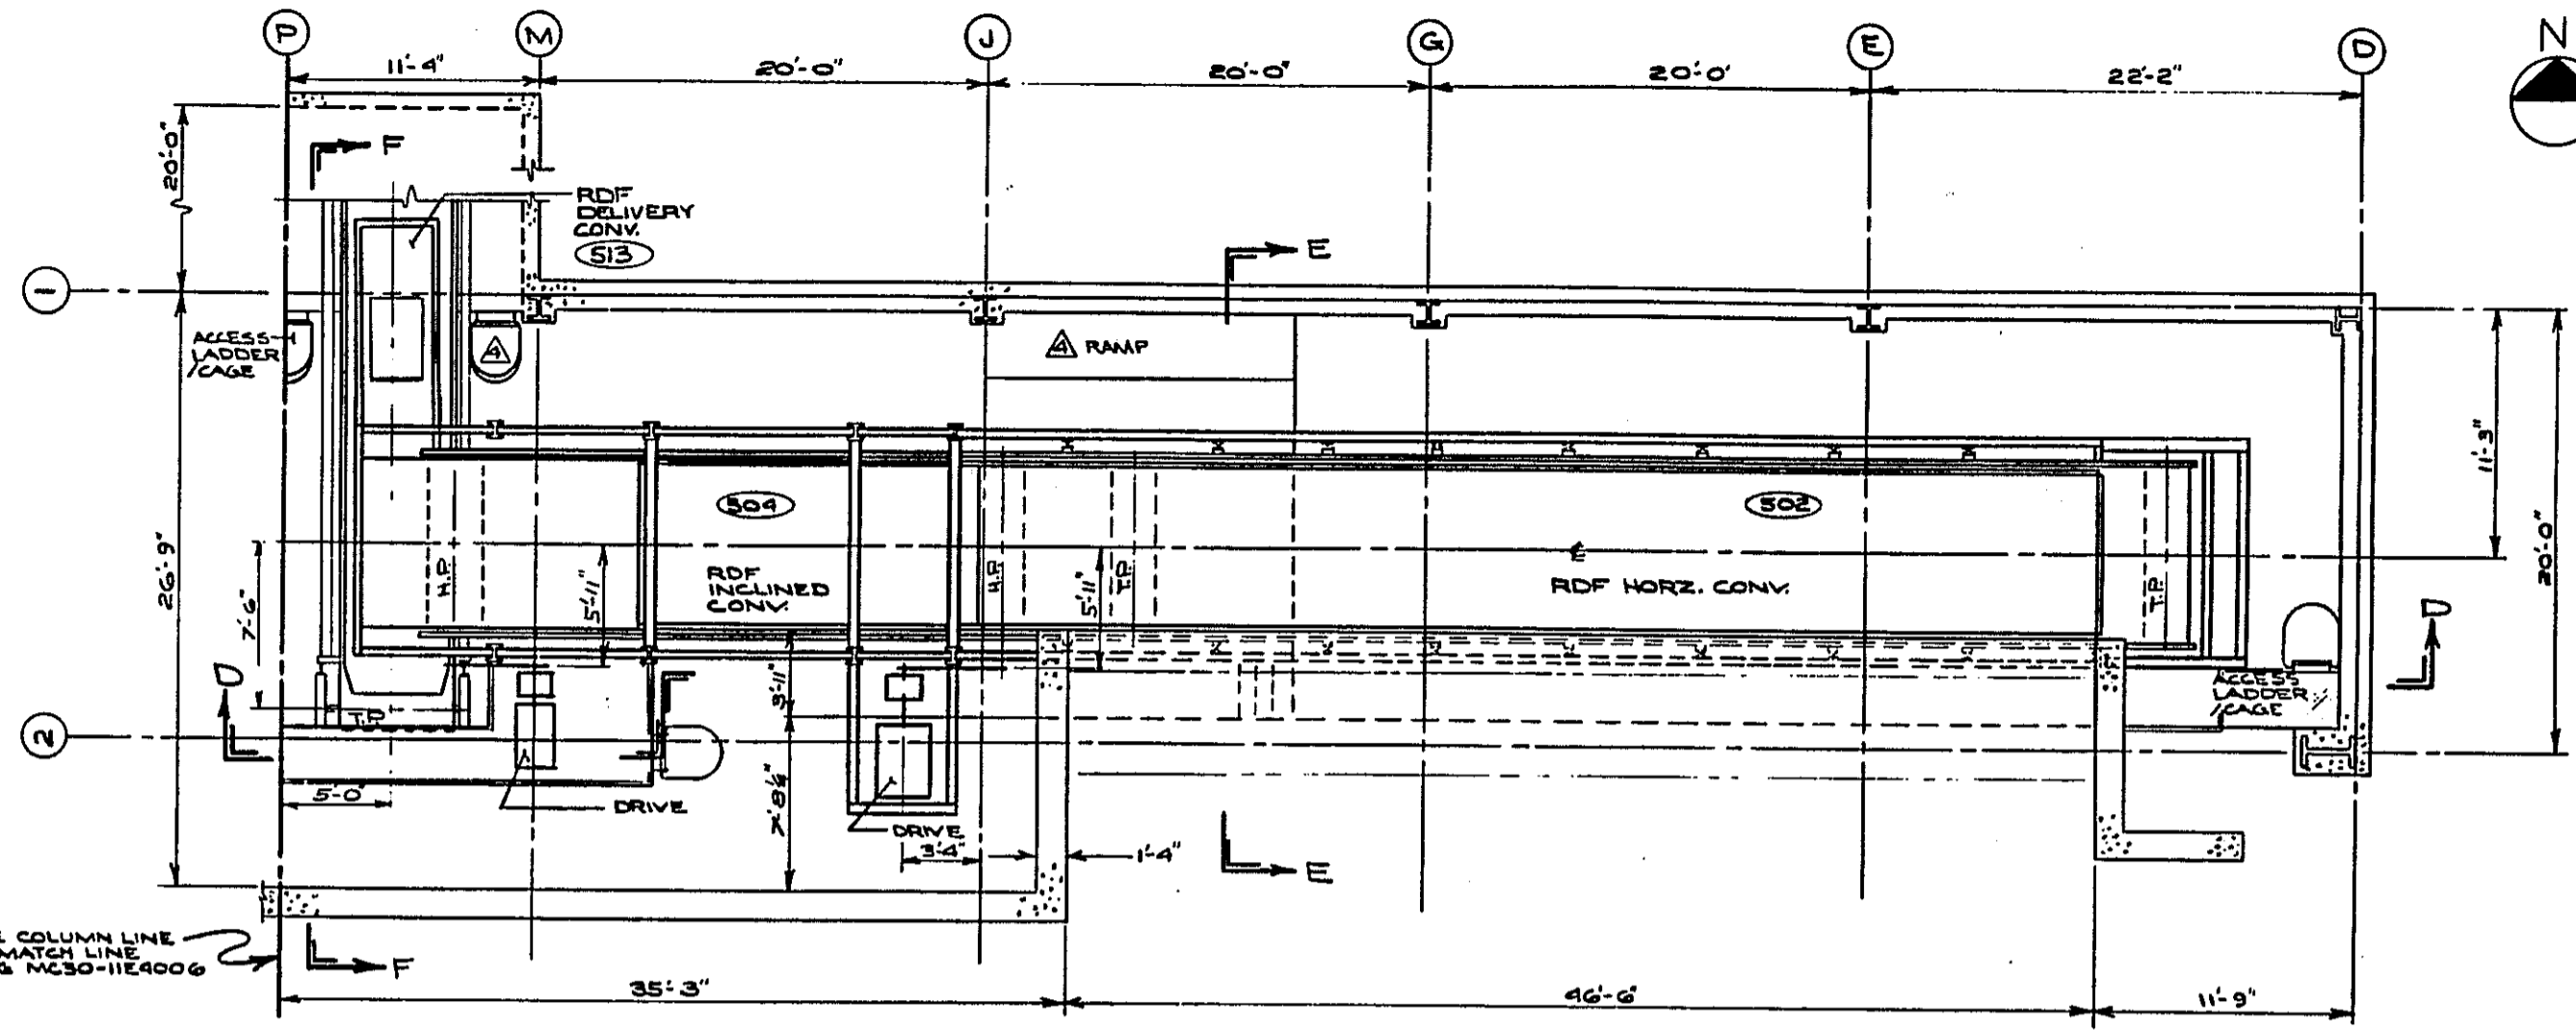 P
M
J
G
E
D
N
11'-4"
20'-0"
20'-0"
20'-0'
22'-2"
20'-0"
F
RDF
DELIVERY
CONV.
513
E
1
ACCESS
LADDER
/CAGE
4
4 RAMP
11'-3"
20'-0"
26'-9"
7'-6"
504
502
H.P.
5'-11"
RDF
INCLINED
CONV.
H.P.
5'-11"
T.P.
℄
RDF HORZ. CONV.
T.P.
D
D
3'-11"
ACCESS
LADDER
/CAGE
T.P.
2
5'-0"
DRIVE
7'-8½"
DRIVE
3'-4"
1'-4"
E
COLUMN LINE
MATCH LINE
MC30-11E4006
F
35'-3"
46'-6"
11'-9"